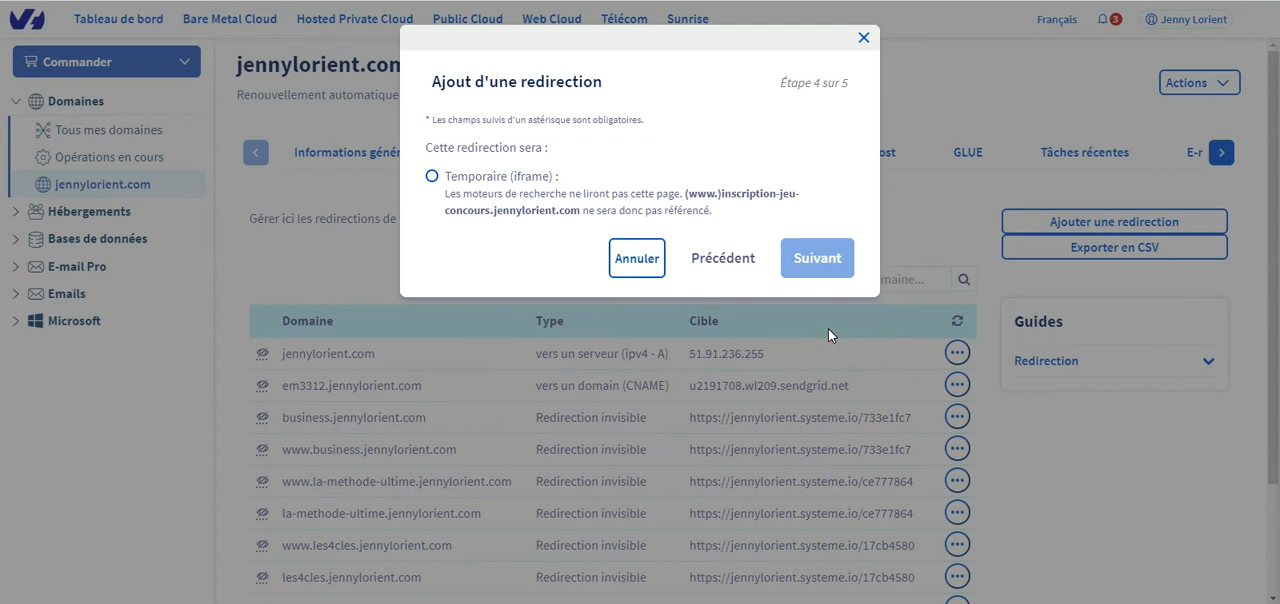 Tableau de bord Bare Metal Cloud Hosted Private Cloud Public Cloud Web Cloud Télécom Sunrise Français 3 Jenny Lorient
Commander
Domaines
Tous mes domaines
Opérations en cours
jennylorient.com
Hébergements
Bases de données
E-mail Pro
Emails
Microsoft
jennylorient.com
Renouvellement automatique
Actions
Informations génér
ost GLUE Tâches récentes E-r
Gérer ici les redirections de
Ajout d'une redirection Étape 4 sur 5
* Les champs suivis d'un astérisque sont obligatoires.
Cette redirection sera :
Temporaire (iframe) :
Les moteurs de recherche ne liront pas cette page. (www.)inscription-jeu-
concours.jennylorient.com ne sera donc pas référencé.
Annuler Précédent Suivant
maine...
Domaine Type Cible
jennylorient.com vers un serveur (ipv4 - A) 51.91.236.255
em3312.jennylorient.com vers un domain (CNAME) u2191708.wl209.sendgrid.net
business.jennylorient.com Redirection invisible https://jennylorient.systeme.io/733e1fc7
www.business.jennylorient.com Redirection invisible https://jennylorient.systeme.io/733e1fc7
www.la-methode-ultime.jennylorient.com Redirection invisible https://jennylorient.systeme.io/ce777864
la-methode-ultime.jennylorient.com Redirection invisible https://jennylorient.systeme.io/ce777864
www.les4cles.jennylorient.com Redirection invisible https://jennylorient.systeme.io/17cb4580
les4cles.jennylorient.com Redirection invisible https://jennylorient.systeme.io/17cb4580
Ajouter une redirection
Exporter en CSV
Guides
Redirection